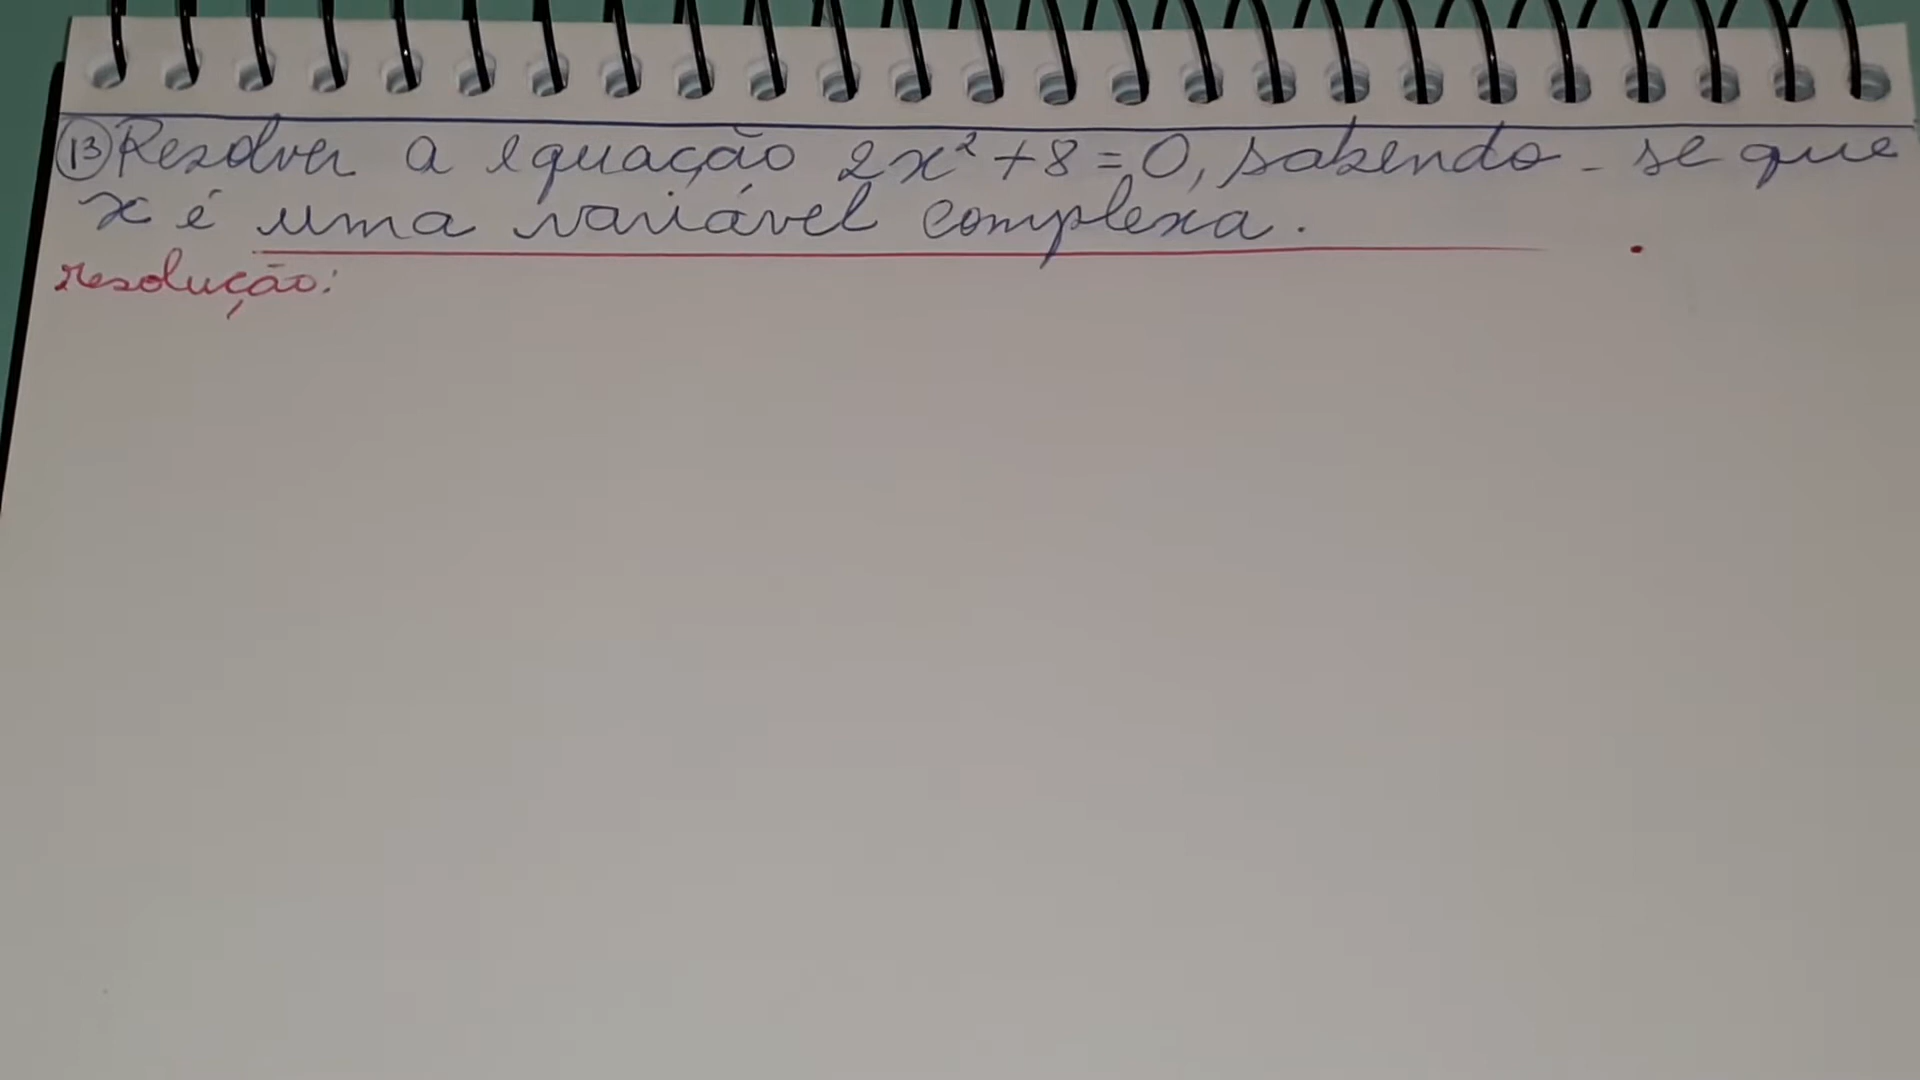 ⑬ Resolver a equação 2x² + 8 = 0, sabendo-se que
x é uma variável complexa.
resolução: